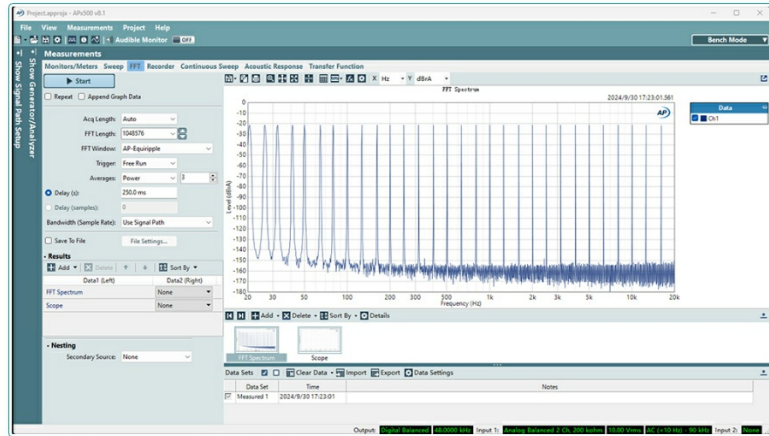 Project.approjx - APx500 v8.1
File View Measurements Project Help
Audible Monitor OFF
Bench Mode
Show Signal Path Setup
Show Generator/Analyzer
Measurements
Monitors/Meters Sweep FFT Recorder Continuous Sweep Acoustic Response Transfer Function
Start
X Hz Y dBrA
Repeat Append Graph Data
Acq Length: Auto
FFT Length: 1048576
FFT Window: AP-Equiripple
Trigger: Free Run
Averages: Power 3
Delay (s): 250.0 ms
Delay (samples): 0
Bandwidth (Sample Rate): Use Signal Path
Save To File File Settings...
Results
Add Delete Sort By
Data1 (Left) Data2 (Right)
FFT Spectrum None
Scope None
Nesting
Secondary Source: None
FFT Spectrum
2024/9/30 17:23:01.561
AP
Level (dBrA)
0
-10
-20
-30
-40
-50
-60
-70
-80
-90
-100
-110
-120
-130
-140
-150
-160
-170
-180
20 30 50 100 200 300 500 1k 2k 3k 5k 10k 20k
Frequency (Hz)
Data
Ch1
Add Delete Sort By Details
FFT Spectrum Scope
Data Sets Clear Data Import Export Data Settings
Data Set Time Notes
Measured 1 2024/9/30 17:23:01
Output: Digital Balanced 48.0000 kHz Input 1: Analog Balanced 2 Ch, 200 kohm 10.00 Vrms AC (<10 Hz) - 90 kHz Input 2: None